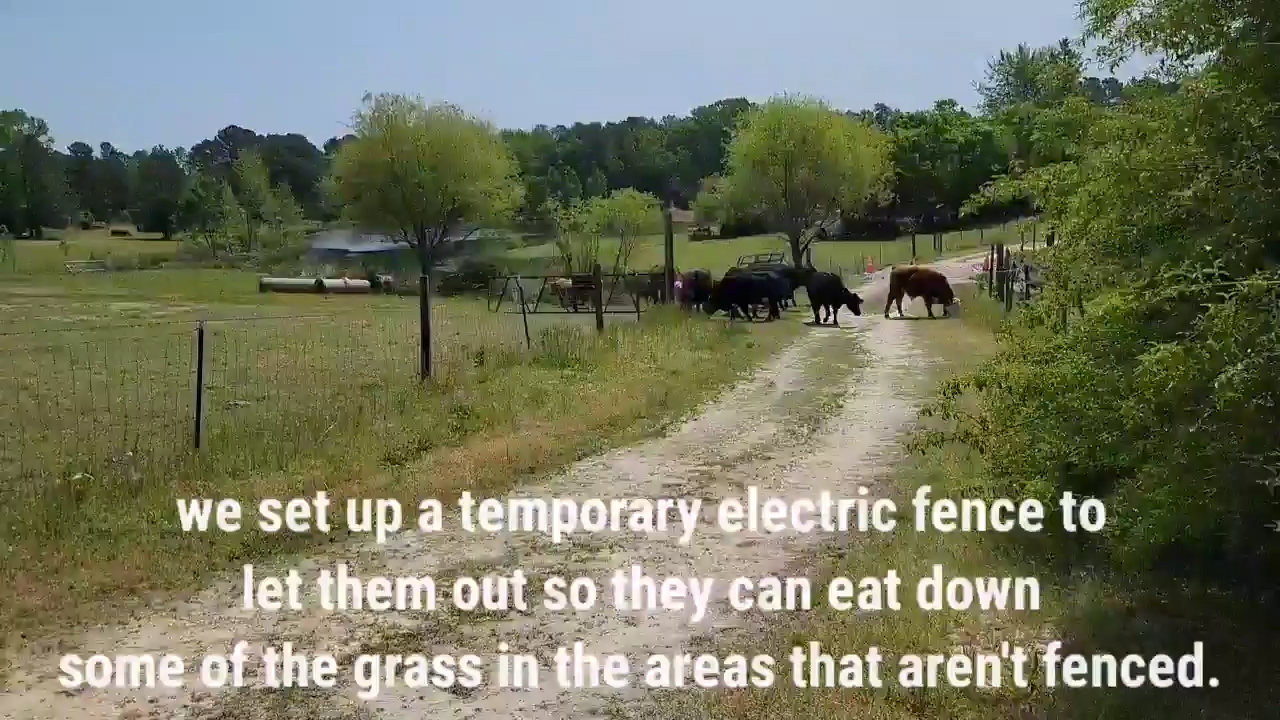 we set up a temporary electric fence to
let them out so they can eat down
some of the grass in the areas that aren't fenced.